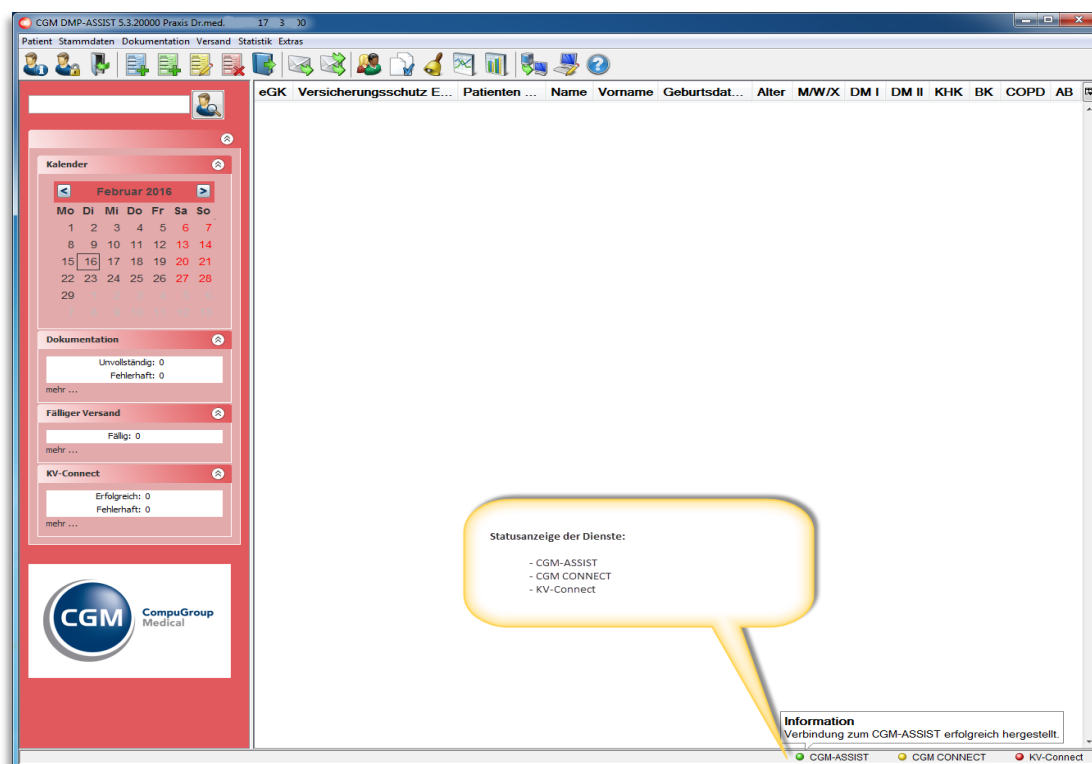 CGM DMP-ASSIST 5.3.20000 Praxis Dr.med. 17 3
Patient Stammdaten Dokumentation Versand Statistik Extras
eGK Versicherungsschutz E... Patienten ... Name Vorname Geburtsdat... Alter M/W/X DM I DM II KHK BK COPD AB
Kalender
Februar 2016
Mo Di Mi Do Fr Sa So
1 2 3 4 5 6 7
8 9 10 11 12 13 14
15 16 17 18 19 20 21
22 23 24 25 26 27 28
29
Dokumentation
Unvollständig: 0
Fehlerhaft: 0
mehr ...
Fälliger Versand
Fällig: 0
mehr ...
KV-Connect
Erfolgreich: 0
Fehlerhaft: 0
mehr ...
CGM CompuGroup
Medical
Statusanzeige der Dienste:
- CGM-ASSIST
- CGM CONNECT
- KV-Connect
Information
Verbindung zum CGM-ASSIST erfolgreich hergestellt.
CGM-ASSIST CGM CONNECT KV-Connect